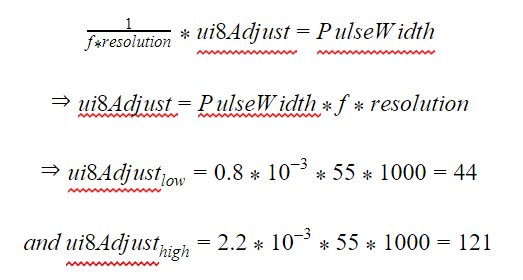 1/(f*resolution) * ui8Adjust = PulseWidth
⇒ ui8Adjust = PulseWidth * f * resolution
⇒ ui8Adjust_low = 0.8 * 10⁻³ * 55 * 1000 = 44
and ui8Adjust_high = 2.2 * 10⁻³ * 55 * 1000 = 121